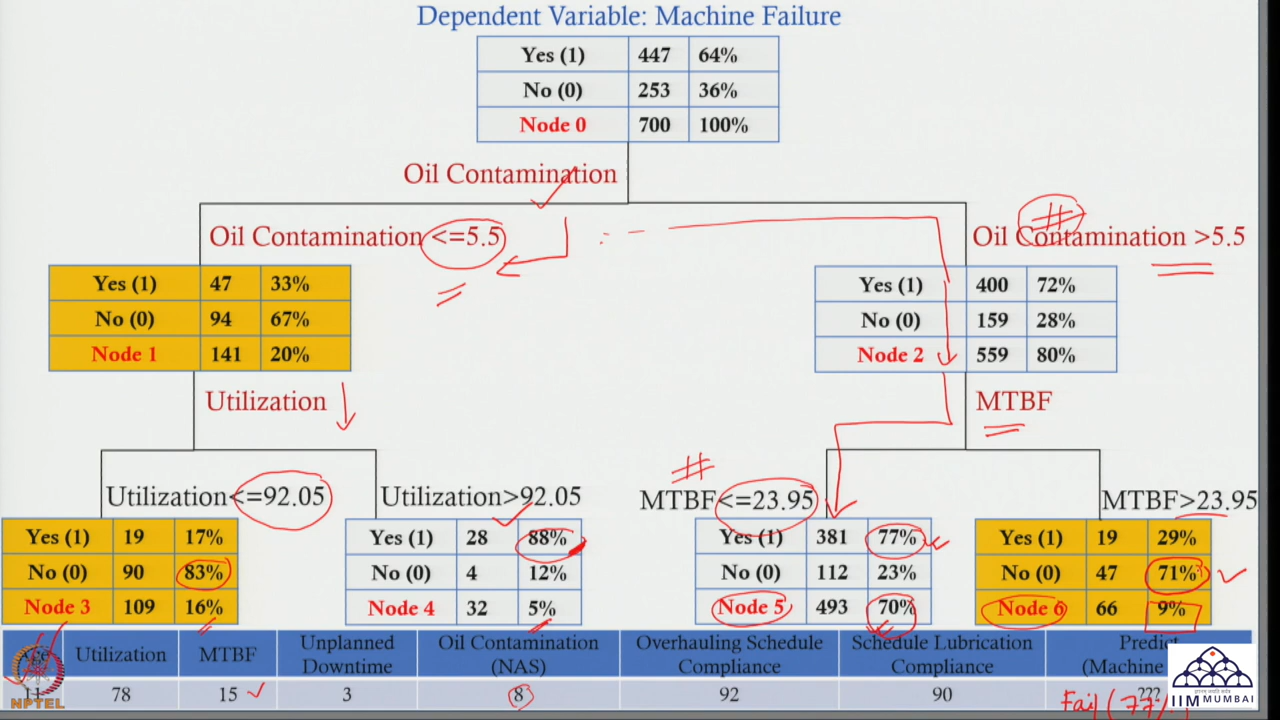 Dependent Variable: Machine Failure
Yes (1) 447 64%
No (0) 253 36%
Node 0 700 100%
Oil Contamination
Oil Contamination <=5.5
#
Oil Contamination >5.5
Yes (1) 47 33%
No (0) 94 67%
Node 1 141 20%
Yes (1) 400 72%
No (0) 159 28%
Node 2 559 80%
Utilization
MTBF
Utilization<=92.05
Utilization>92.05
#
MTBF<=23.95
MTBF>23.95
Yes (1) 19 17%
No (0) 90 83%
Node 3 109 16%
Yes (1) 28 88%
No (0) 4 12%
Node 4 32 5%
Yes (1) 381 77%
No (0) 112 23%
Node 5 493 70%
Yes (1) 19 29%
No (0) 47 71%
Node 6 66 9%
Utilization MTBF Unplanned Downtime Oil Contamination (NAS) Overhauling Schedule Compliance Schedule Lubrication Compliance Predict (Machine
11 78 15 3 8 92 90 ???
Fail (77
NPTEL
IIM MUMBAI